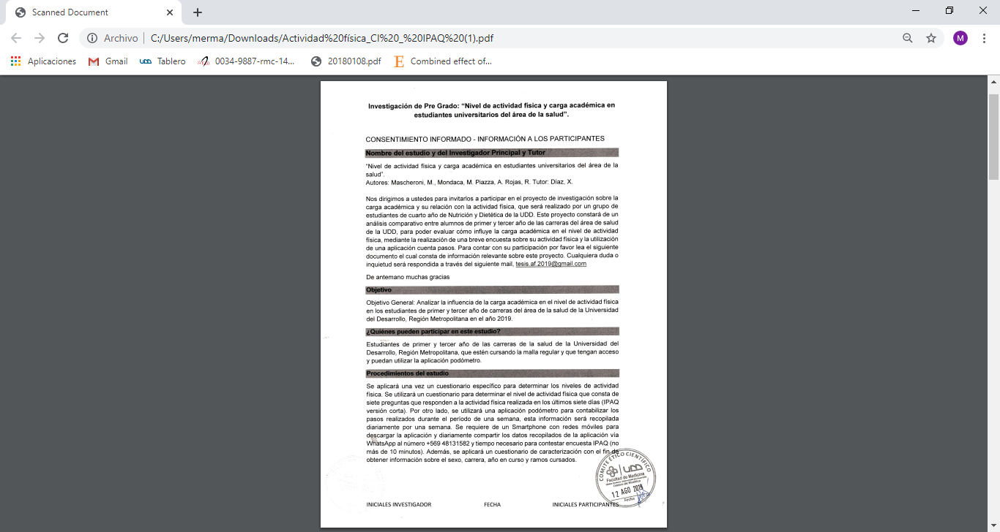 Scanned Document
Archivo
C:/Users/merma/Downloads/Actividad%20física_CI%20_%20IPAQ%20(1).pdf
M
Aplicaciones
Gmail
udd Tablero
0034-9887-rmc-14...
20180108.pdf
E Combined effect of...
Investigación de Pre Grado: “Nivel de actividad física y carga académica en
estudiantes universitarios del área de la salud”.
CONSENTIMIENTO INFORMADO - INFORMACIÓN A LOS PARTICIPANTES
Nombre del estudio y del Investigador Principal y Tutor
“Nivel de actividad física y carga académica en estudiantes universitarios del área de la
salud”.
Autores: Mascheroni, M., Mondaca, M. Piazza, A. Rojas, R. Tutor: Díaz, X.
Nos dirigimos a ustedes para invitarlos a participar en el proyecto de investigación sobre la
carga académica y su relación con la actividad física, que será realizado por un grupo de
estudiantes de cuarto año de Nutrición y Dietética de la UDD. Este proyecto constará de un
análisis comparativo entre alumnos de primer y tercer año de las carreras del área de salud
de la UDD, para poder evaluar cómo influye la carga académica en el nivel de actividad
física, mediante la realización de una breve encuesta sobre su actividad física y la utilización
de una aplicación cuenta pasos. Para contar con su participación por favor lea el siguiente
documento el cual consta de información relevante sobre este proyecto. Cualquiera duda o
inquietud será respondida a través del siguiente mail, tesis.af.2019@gmail.com
De antemano muchas gracias
Objetivo
Objetivo General: Analizar la influencia de la carga académica en el nivel de actividad física
en los estudiantes de primer y tercer año de carreras del área de la salud de la Universidad
del Desarrollo, Región Metropolitana en el año 2019.
¿Quiénes pueden participar en este estudio?
Estudiantes de primer y tercer año de las carreras de la salud de la Universidad del
Desarrollo, Región Metropolitana, que estén cursando la malla regular y que tengan acceso
y puedan utilizar la aplicación podómetro.
Procedimientos del estudio
Se aplicará una vez un cuestionario específico para determinar los niveles de actividad
física. Se utilizará un cuestionario para determinar el nivel de actividad física que consta de
siete preguntas que responden a la actividad física realizada en los últimos siete días (IPAQ
versión corta). Por otro lado, se utilizará una aplicación podómetro para contabilizar los
pasos realizados durante el período de una semana, esta información será recopilada
diariamente por una semana. Se requiere de un Smartphone con redes móviles para
descargar la aplicación y diariamente compartir los datos recopilados de la aplicación vía
WhatsApp al número +569 48131582 y tiempo necesario para contestar encuesta IPAQ (no
más de 10 minutos). Además, se aplicará un cuestionario de caracterización con el fin de
obtener información sobre el sexo, carrera, año en curso y ramos cursados.
COMITE ETICO CIENTIFICO
udd
Facultad de Medicina
12 AGO 2019
Fecha
INICIALES INVESTIGADOR FECHA INICIALES PARTICIPANTES